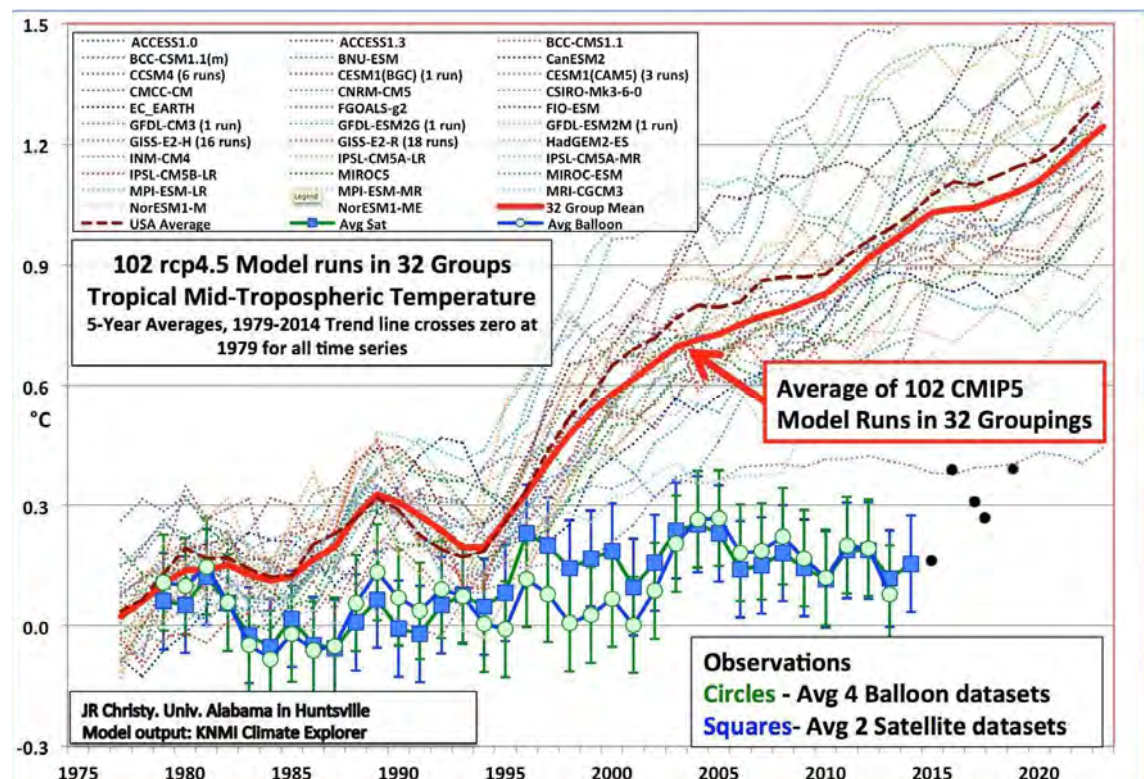 1.5
1.2
0.9
0.6
°C
0.3
0.0
-0.3
ACCESS1.0 ACCESS1.3 BCC-CMS1.1
BCC-CSM1.1(m) BNU-ESM CanESM2
CCSM4 (6 runs) CESM1(BGC) (1 run) CESM1(CAM5) (3 runs)
CMCC-CM CNRM-CM5 CSIRO-Mk3-6-0
EC_EARTH FGOALS-g2 FIO-ESM
GFDL-CM3 (1 run) GFDL-ESM2G (1 run) GFDL-ESM2M (1 run)
GISS-E2-H (16 runs) GISS-E2-R (18 runs) HadGEM2-ES
INM-CM4 IPSL-CM5A-LR IPSL-CM5A-MR
IPSL-CM5B-LR MIROC5 MIROC-ESM
MPI-ESM-LR Legend MPI-ESM-MR MRI-CGCM3
NorESM1-M NorESM1-ME 32 Group Mean
USA Average Avg Sat Avg Balloon
102 rcp4.5 Model runs in 32 Groups
Tropical Mid-Tropospheric Temperature
5-Year Averages, 1979-2014 Trend line crosses zero at
1979 for all time series
Average of 102 CMIP5
Model Runs in 32 Groupings
Observations
Circles - Avg 4 Balloon datasets
Squares- Avg 2 Satellite datasets
JR Christy. Univ. Alabama in Huntsville
Model output: KNMI Climate Explorer
1975 1980 1985 1990 1995 2000 2005 2010 2015 2020